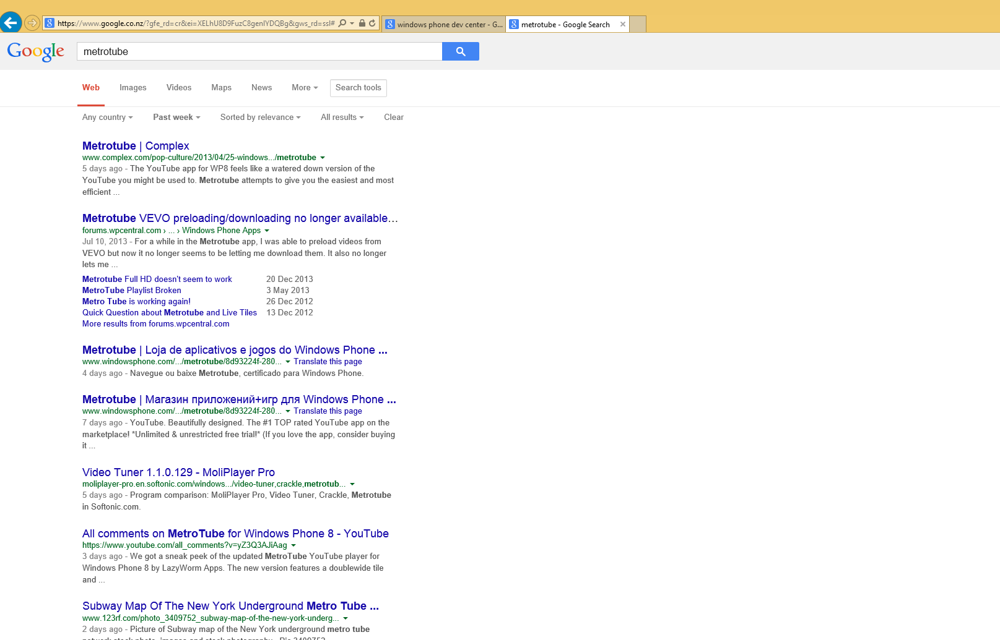 https://www.google.co.nz/?gfe_rd=cr&ei=XELhU8D9FuzC8genIYDQBg&gws_rd=ssl#
windows phone dev center - G...
metrotube - Google Search
Google
metrotube
Web Images Videos Maps News More Search tools
Any country Past week Sorted by relevance All results Clear
Metrotube | Complex
www.complex.com/pop-culture/2013/04/25-windows.../metrotube
5 days ago - The YouTube app for WP8 feels like a watered down version of the
YouTube you might be used to. Metrotube attempts to give you the easiest and most
efficient ...
Metrotube VEVO preloading/downloading no longer available...
forums.wpcentral.com › ... › Windows Phone Apps
Jul 10, 2013 - For a while in the Metrotube app, I was able to preload videos from
VEVO but now it no longer seems to be letting me download them. It also no longer
lets me ...
Metrotube Full HD doesn't seem to work 20 Dec 2013
MetroTube Playlist Broken 3 May 2013
Metro Tube is working again! 26 Dec 2012
Quick Question about Metrotube and Live Tiles 13 Dec 2012
More results from forums.wpcentral.com
Metrotube | Loja de aplicativos e jogos do Windows Phone ...
www.windowsphone.com/.../metrotube/8d93224f-280... Translate this page
4 days ago - Navegue ou baixe Metrotube, certificado para Windows Phone.
Metrotube | Магазин приложений+игр для Windows Phone ...
www.windowsphone.com/.../metrotube/8d93224f-280... Translate this page
7 days ago - YouTube. Beautifully designed. The #1 TOP rated YouTube app on the
marketplace! *Unlimited & unrestricted free trial!* (If you love the app, consider buying
it ...
Video Tuner 1.1.0.129 - MoliPlayer Pro
moliplayer-pro.en.softonic.com/windows.../video-tuner,crackle,metrotub...
5 days ago - Program comparison: MoliPlayer Pro, Video Tuner, Crackle, Metrotube
in Softonic.com.
All comments on MetroTube for Windows Phone 8 - YouTube
https://www.youtube.com/all_comments?v=yZ3Q3AJiAag
3 days ago - We got a sneak peek of the updated MetroTube YouTube player for
Windows Phone 8 by LazyWorm Apps. The new version features a doublewide tile
and ...
Subway Map Of The New York Underground Metro Tube ...
www.123rf.com/photo_3409752_subway-map-of-the-new-york-underg...
2 days ago - Picture of Subway map of the New York underground metro tube
network stock photo, images and stock photography.. Pic 3409752.